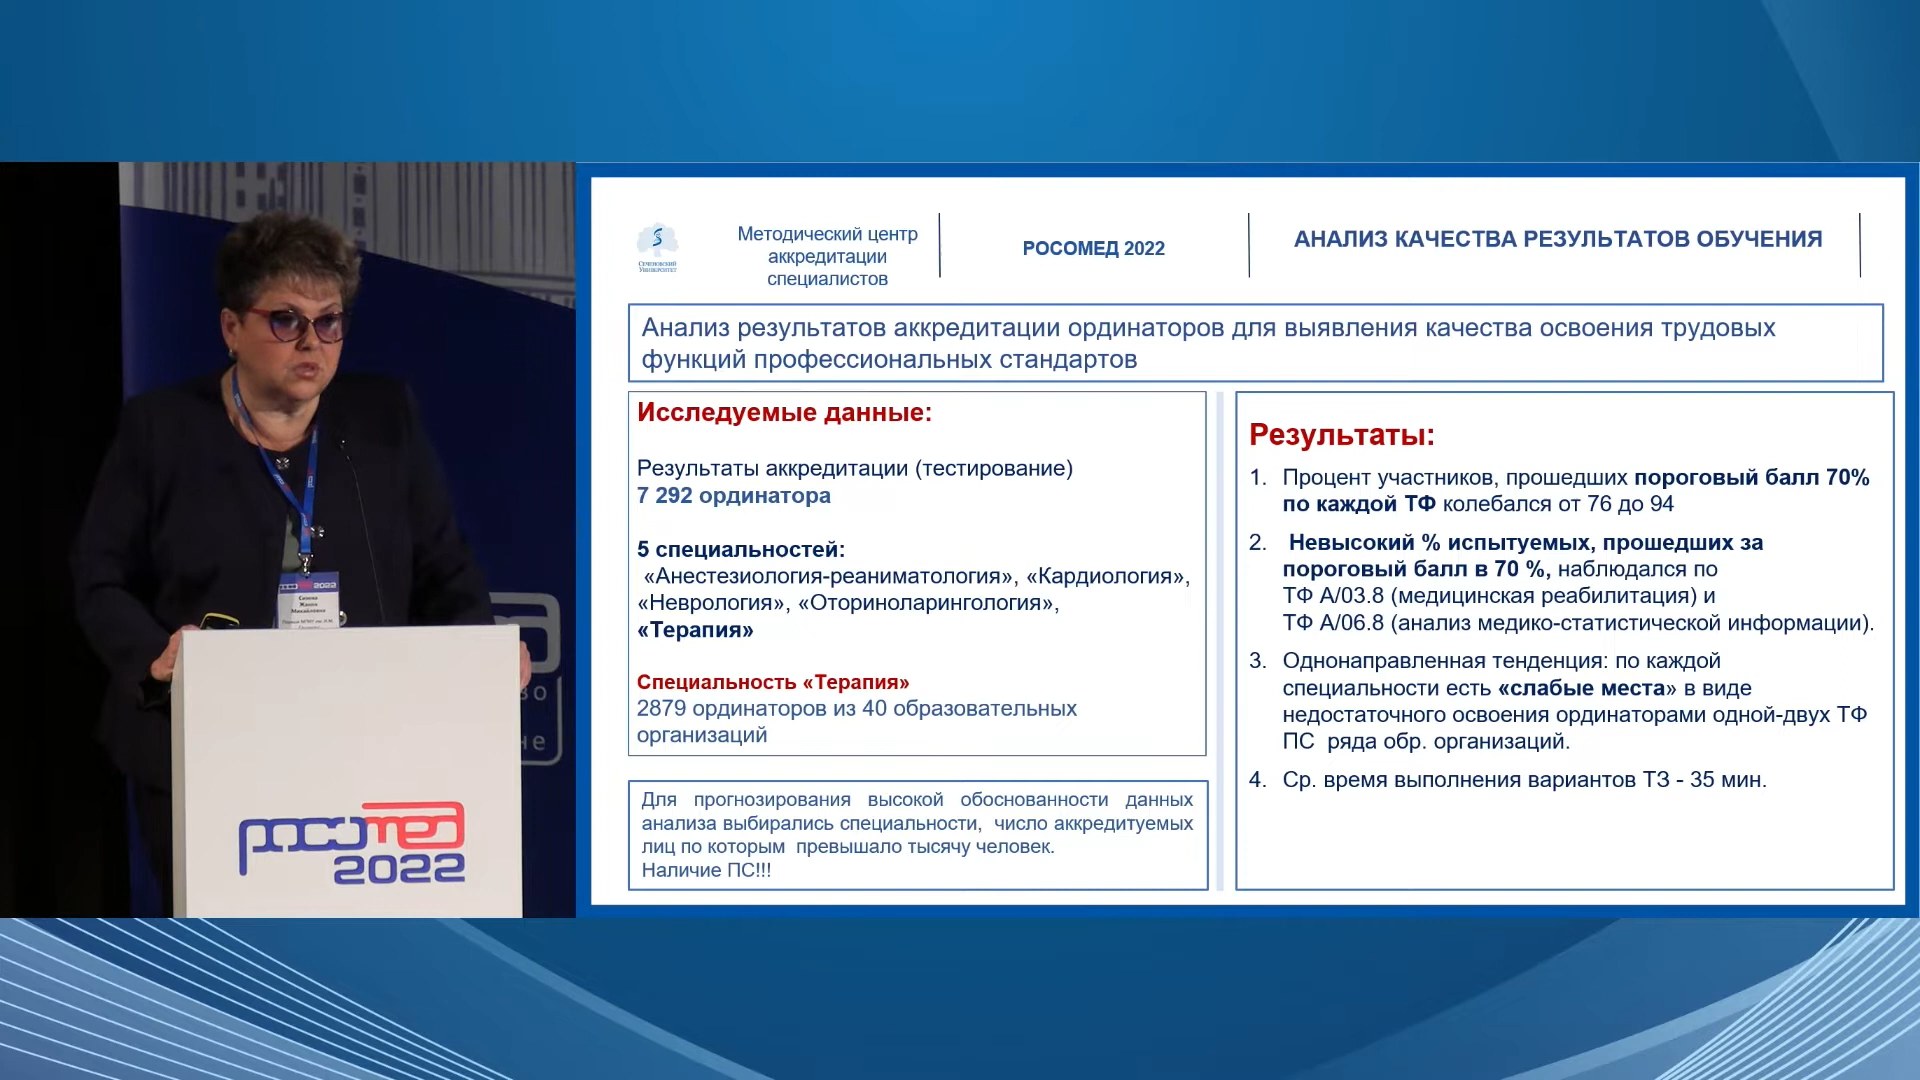 Сеченовский
Университет
Методический центр
аккредитации
специалистов
РОСОМЕД 2022
АНАЛИЗ КАЧЕСТВА РЕЗУЛЬТАТОВ ОБУЧЕНИЯ
Анализ результатов аккредитации ординаторов для выявления качества освоения трудовых
функций профессиональных стандартов
Исследуемые данные:
Результаты аккредитации (тестирование)
7 292 ординатора
5 специальностей:
«Анестезиология-реаниматология», «Кардиология»,
«Неврология», «Оториноларингология»,
«Терапия»
Специальность «Терапия»
2879 ординаторов из 40 образовательных
организаций
Для прогнозирования высокой обоснованности данных
анализа выбирались специальности, число аккредитуемых
лиц по которым превышало тысячу человек.
Наличие ПС!!!
Результаты:
1. Процент участников, прошедших пороговый балл 70%
по каждой ТФ колебался от 76 до 94
2. Невысокий % испытуемых, прошедших за
пороговый балл в 70 %, наблюдался по
ТФ А/03.8 (медицинская реабилитация) и
ТФ А/06.8 (анализ медико-статистической информации).
3. Однонаправленная тенденция: по каждой
специальности есть «слабые места» в виде
недостаточного освоения ординаторами одной-двух ТФ
ПС ряда обр. организаций.
4. Ср. время выполнения вариантов ТЗ - 35 мин.
росомед
2022